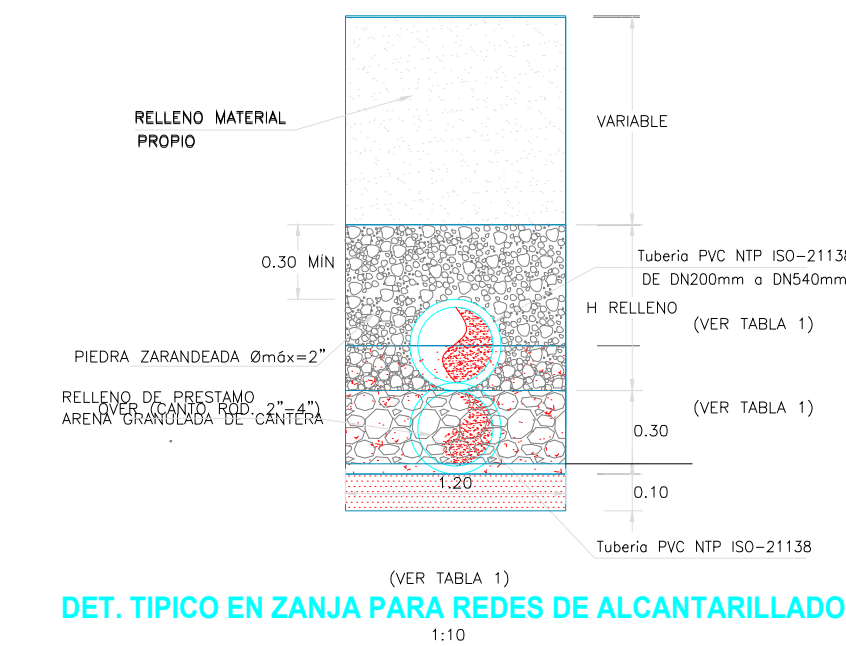 RELLENO MATERIAL
PROPIO
VARIABLE
0.30 MÍN
Tuberia PVC NTP ISO-21138
DE DN200mm a DN540mm
H RELLENO
(VER TABLA 1)
PIEDRA ZARANDEADA Ømáx=2"
RELLENO DE PRESTAMO
OVER (CANTO ROD. 2"-4")
ARENA GRANULADA DE CANTERA
(VER TABLA 1)
0.30
1.20
0.10
Tuberia PVC NTP ISO-21138
(VER TABLA 1)
DET. TIPICO EN ZANJA PARA REDES DE ALCANTARILLADO
1:10